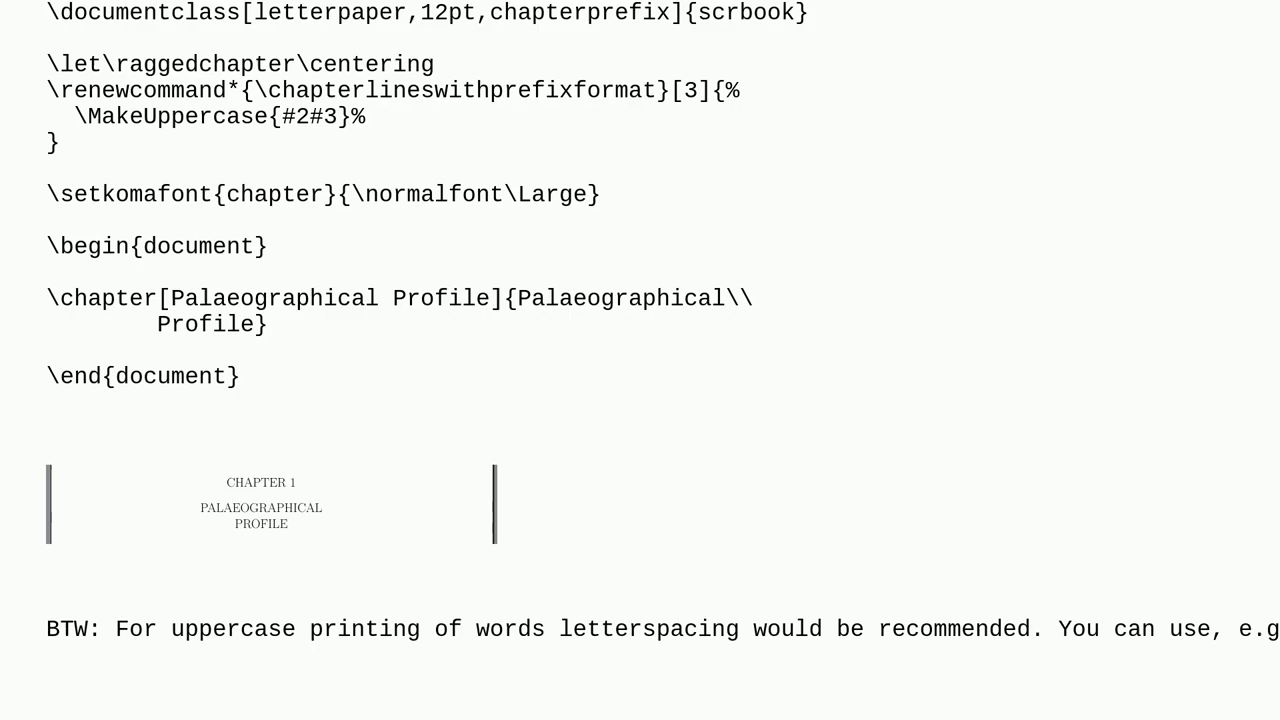 \documentclass[letterpaper,12pt,chapterprefix]{scrbook}
\let\raggedchapter\centering
\renewcommand*{\chapterlineswithprefixformat}[3]{%
  \MakeUppercase{#2#3}%
}
\setkomafont{chapter}{\normalfont\Large}
\begin{document}
\chapter[Palaeographical Profile]{Palaeographical\\
        Profile}
\end{document}
CHAPTER 1
PALAEOGRAPHICAL
PROFILE
BTW: For uppercase printing of words letterspacing would be recommended. You can use, e.g